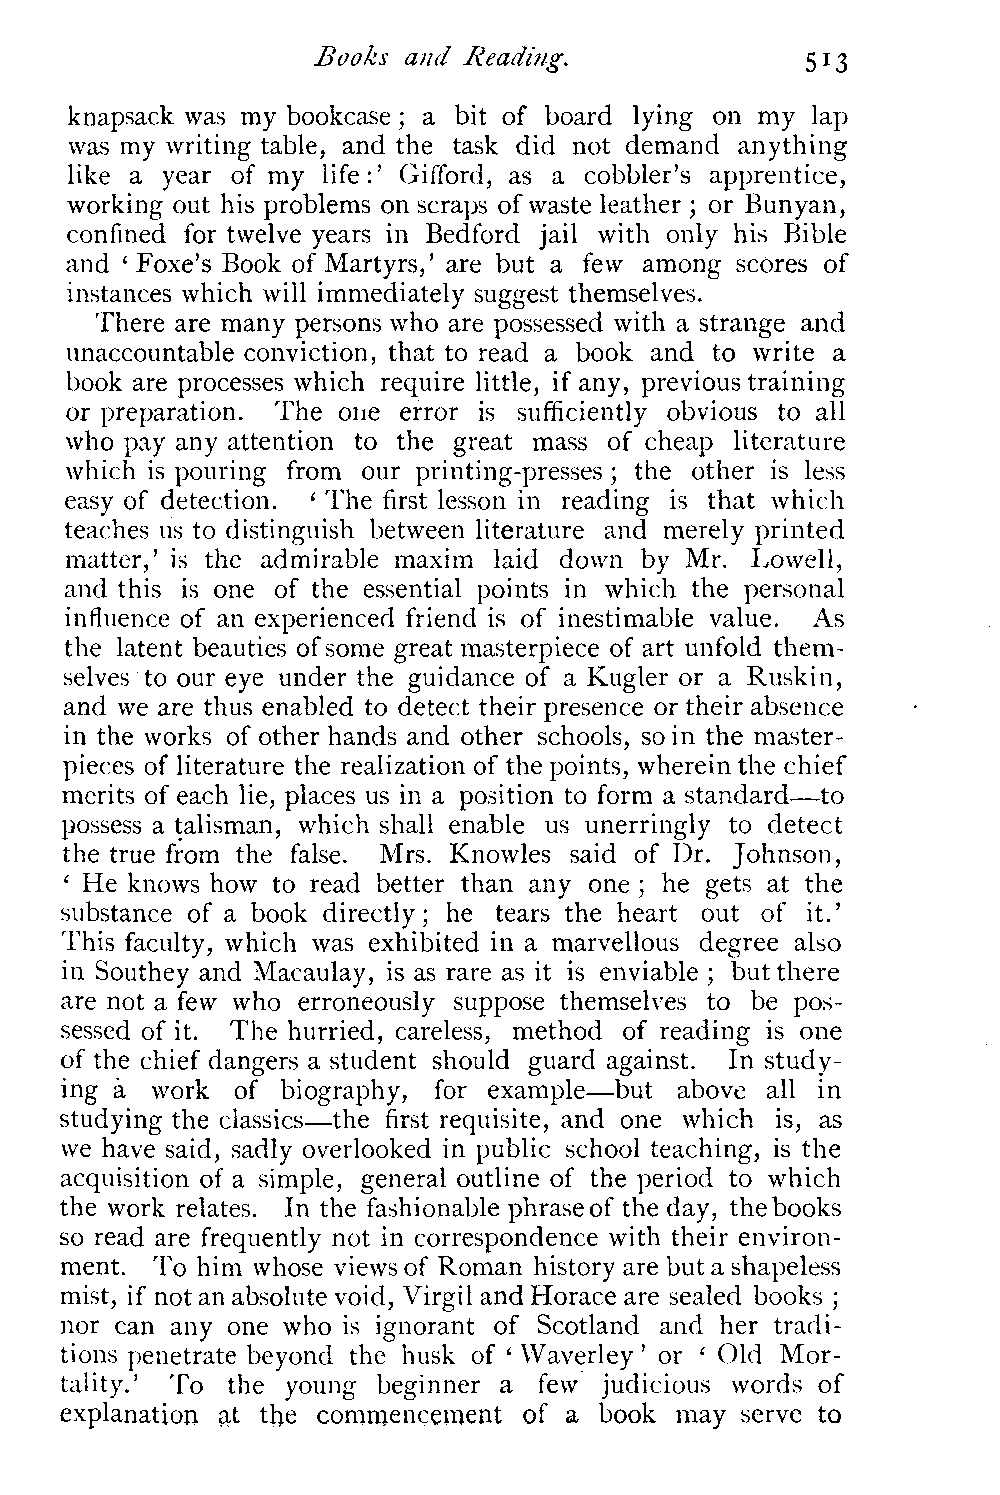 Books and Reading. 513
knapsack was my bookcase ; a bit of board lying on my lap
was my writing table, and the task did not demand anything
like a year of my life :’ Gifford, as a cobbler’s apprentice,
working out his problems on scraps of waste leather ; or Bunyan,
confined for twelve years in Bedford jail with only his Bible
and ‘ Foxe’s Book of Martyrs,’ are but a few among scores of
instances which will immediately suggest themselves.
There are many persons who are possessed with a strange and
unaccountable conviction, that to read a book and to write a
book are processes which require little, if any, previous training
or preparation. The one error is sufficiently obvious to all
who pay any attention to the great mass of cheap literature
which is pouring from our printing-presses ; the other is less
easy of detection. ‘ The first lesson in reading is that which
teaches us to distinguish between literature and merely printed
matter,’ is the admirable maxim laid down by Mr. Lowell,
and this is one of the essential points in which the personal
influence of an experienced friend is of inestimable value. As
the latent beauties of some great masterpiece of art unfold them-
selves to our eye under the guidance of a Kugler or a Ruskin,
and we are thus enabled to detect their presence or their absence
in the works of other hands and other schools, so in the master-
pieces of literature the realization of the points, wherein the chief
merits of each lie, places us in a position to form a standard—to
possess a talisman, which shall enable us unerringly to detect
the true from the false. Mrs. Knowles said of Dr. Johnson,
‘ He knows how to read better than any one ; he gets at the
substance of a book directly ; he tears the heart out of it.’
This faculty, which was exhibited in a marvellous degree also
in Southey and Macaulay, is as rare as it is enviable ; but there
are not a few who erroneously suppose themselves to be pos-
sessed of it. The hurried, careless, method of reading is one
of the chief dangers a student should guard against. In study-
ing a work of biography, for example—but above all in
studying the classics—the first requisite, and one which is, as
we have said, sadly overlooked in public school teaching, is the
acquisition of a simple, general outline of the period to which
the work relates. In the fashionable phrase of the day, the books
so read are frequently not in correspondence with their environ-
ment. To him whose views of Roman history are but a shapeless
mist, if not an absolute void, Virgil and Horace are sealed books ;
nor can any one who is ignorant of Scotland and her tradi-
tions penetrate beyond the husk of ‘ Waverley ’ or ‘ Old Mor-
tality.’ To the young beginner a few judicious words of
explanation at the commencement of a book may serve to